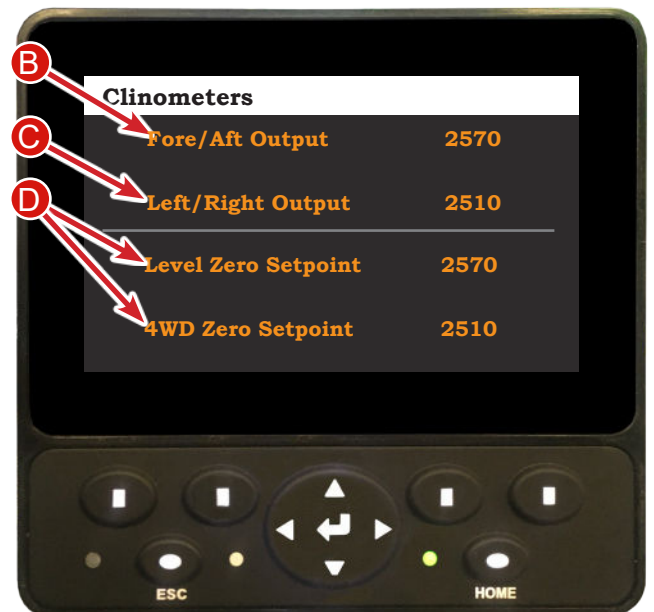 B
Clinometers
Fore/Aft Output 2570
C
Left/Right Output 2510
D
Level Zero Setpoint 2570
4WD Zero Setpoint 2510
ESC
HOME